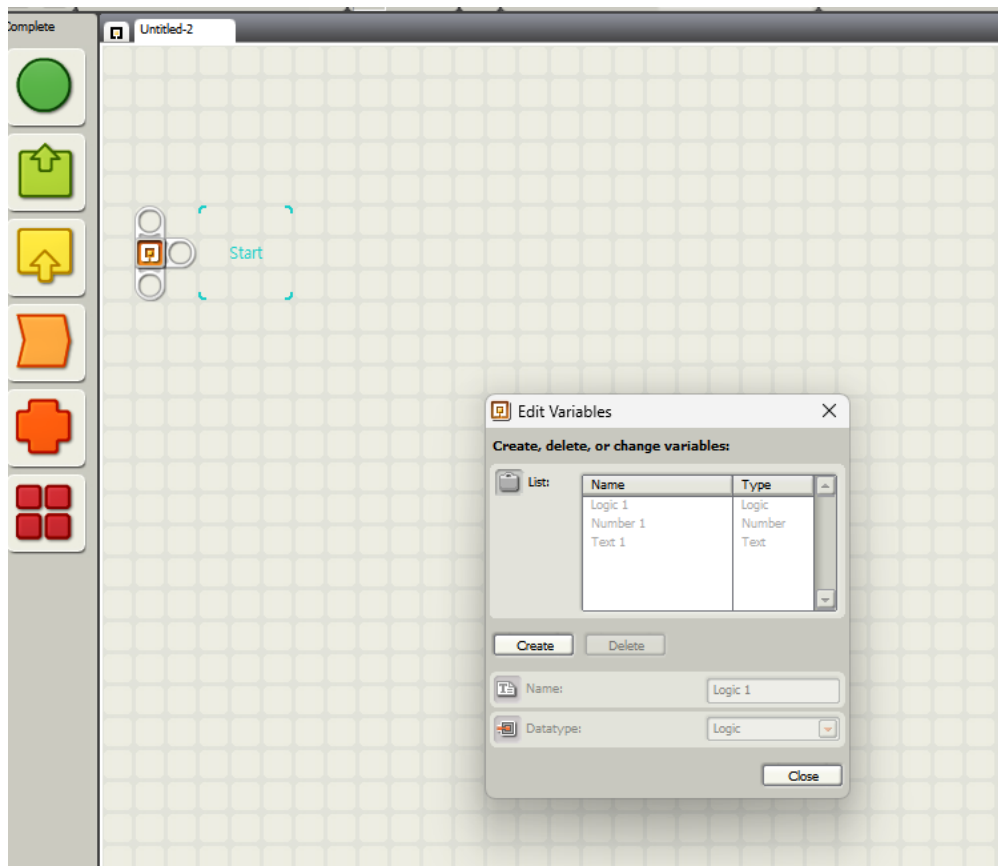 Complete
Untitled-2
Start
Edit Variables
Create, delete, or change variables:
List:
Name Type
Logic 1 Logic
Number 1 Number
Text 1 Text
Create Delete
Name: Logic 1
Datatype: Logic
Close